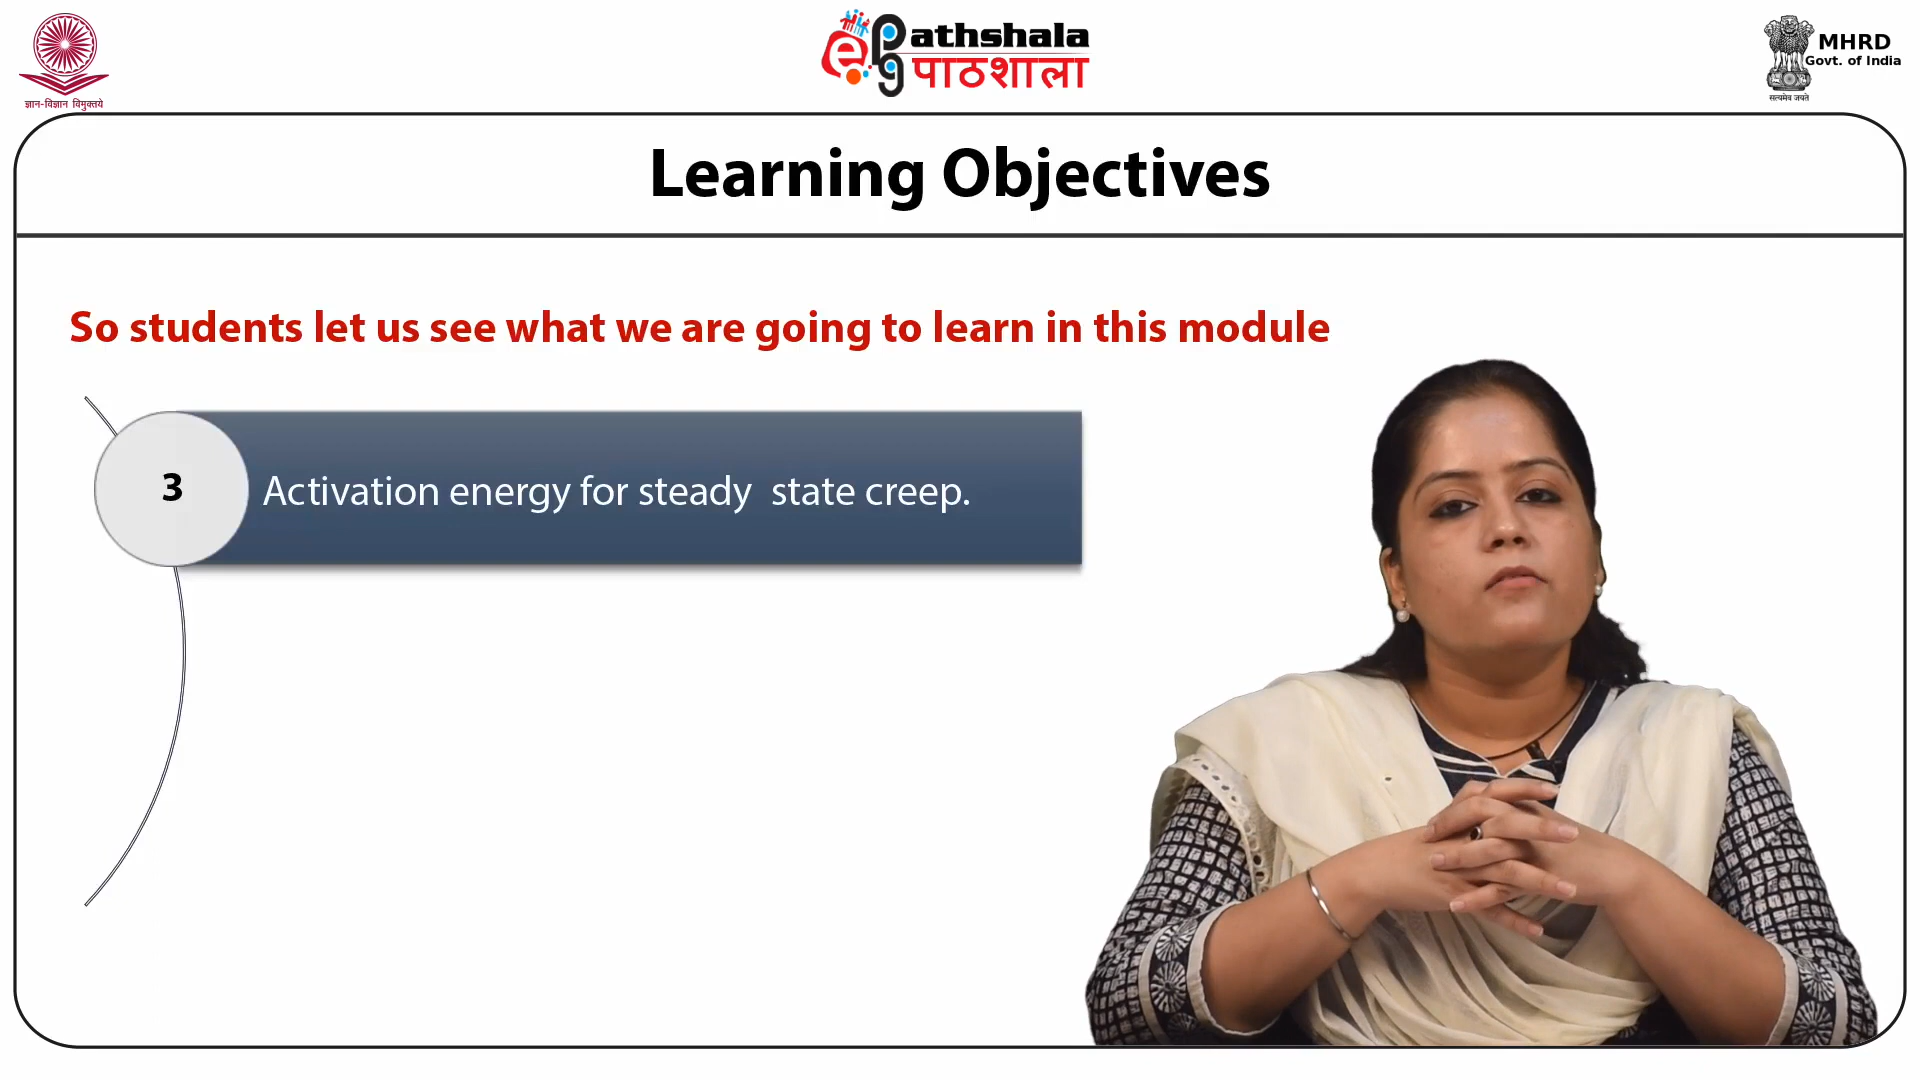 ज्ञान-विज्ञान विमुक्तये
ePathshala
पाठशाला
सत्यमेव जयते
MHRD
Govt. of India
Learning Objectives
So students let us see what we are going to learn in this module
3
Activation energy for steady state creep.